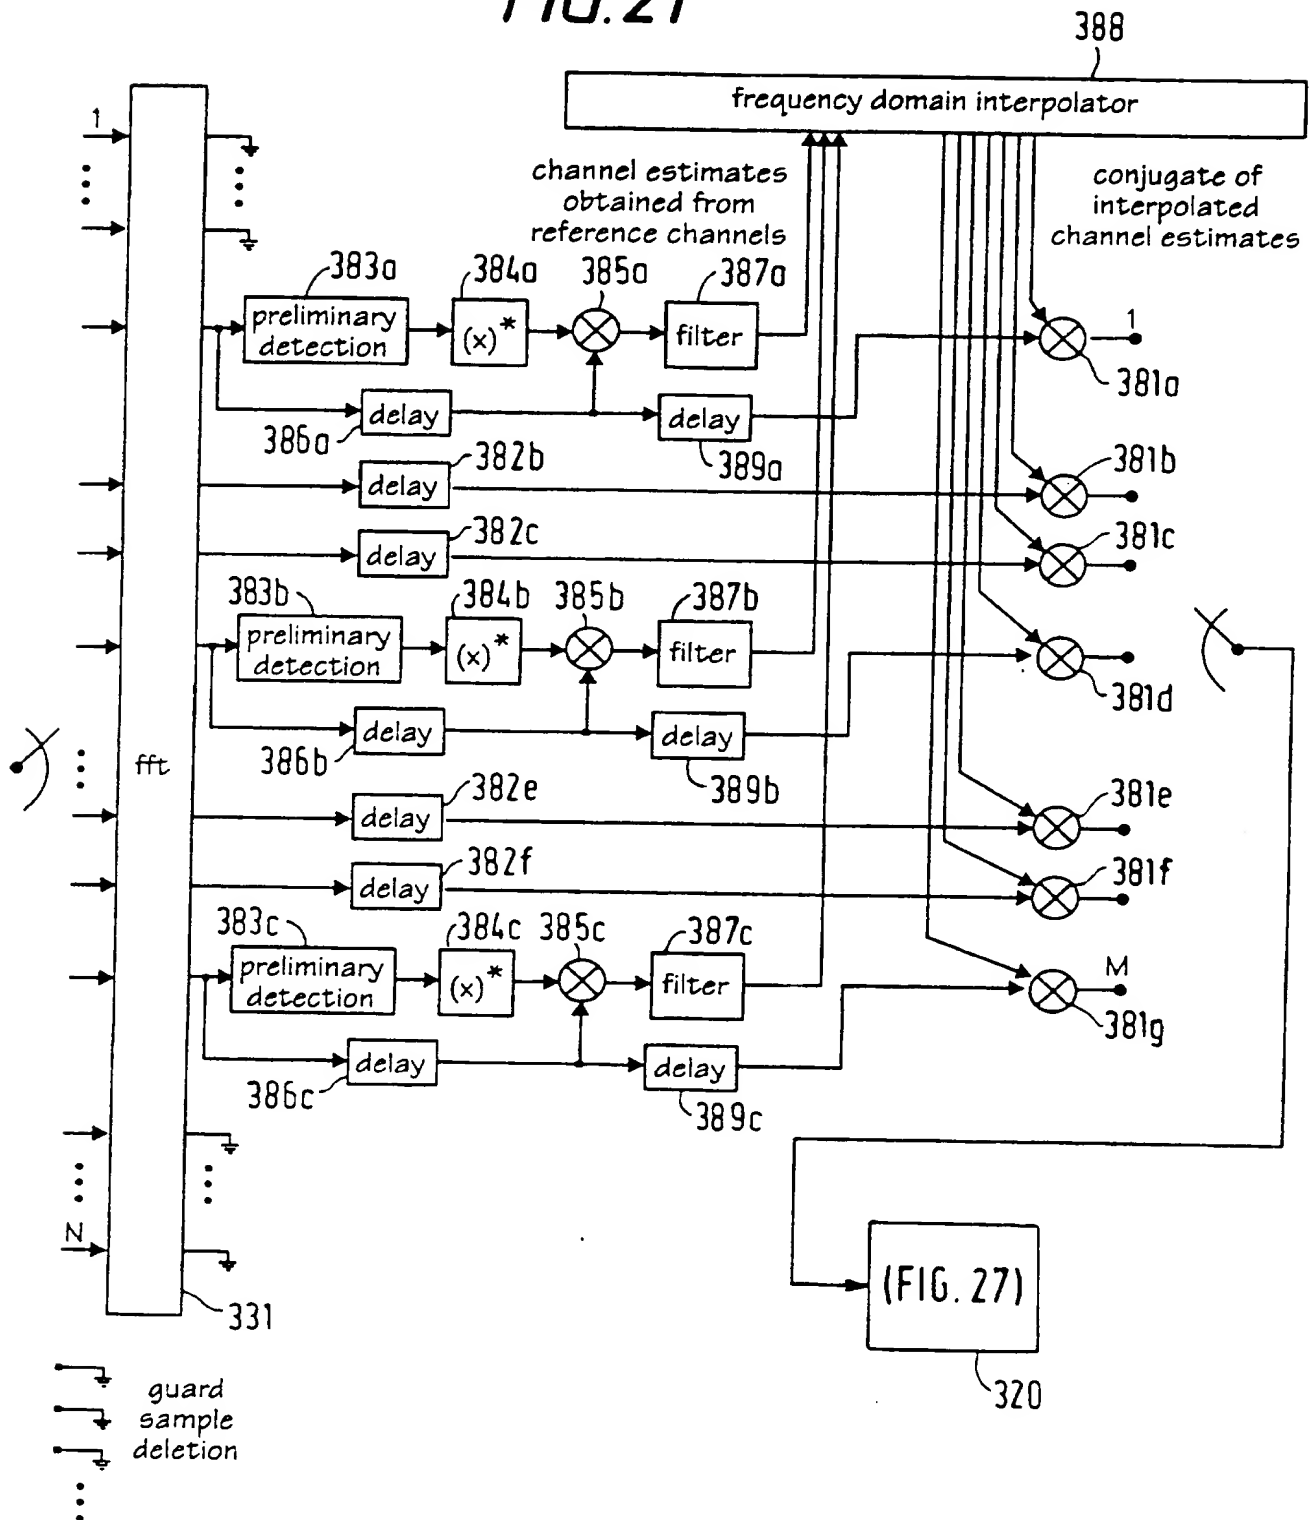 FIG. 21
388
frequency domain interpolator
1
channel estimates
obtained from
reference channels
conjugate of
interpolated
channel estimates
383a
384a
385a
387a
preliminary
detection
(x)*
filter
1
381a
delay
386a
delay
389a
382b
delay
381b
382c
delay
381c
383b
384b
385b
387b
preliminary
detection
(x)*
filter
381d
delay
386b
delay
389b
fft
382e
delay
381e
382f
delay
381f
383c
384c
385c
387c
preliminary
detection
(x)*
filter
M
381g
delay
386c
delay
389c
N
331
(FIG. 27)
320
guard
sample
deletion